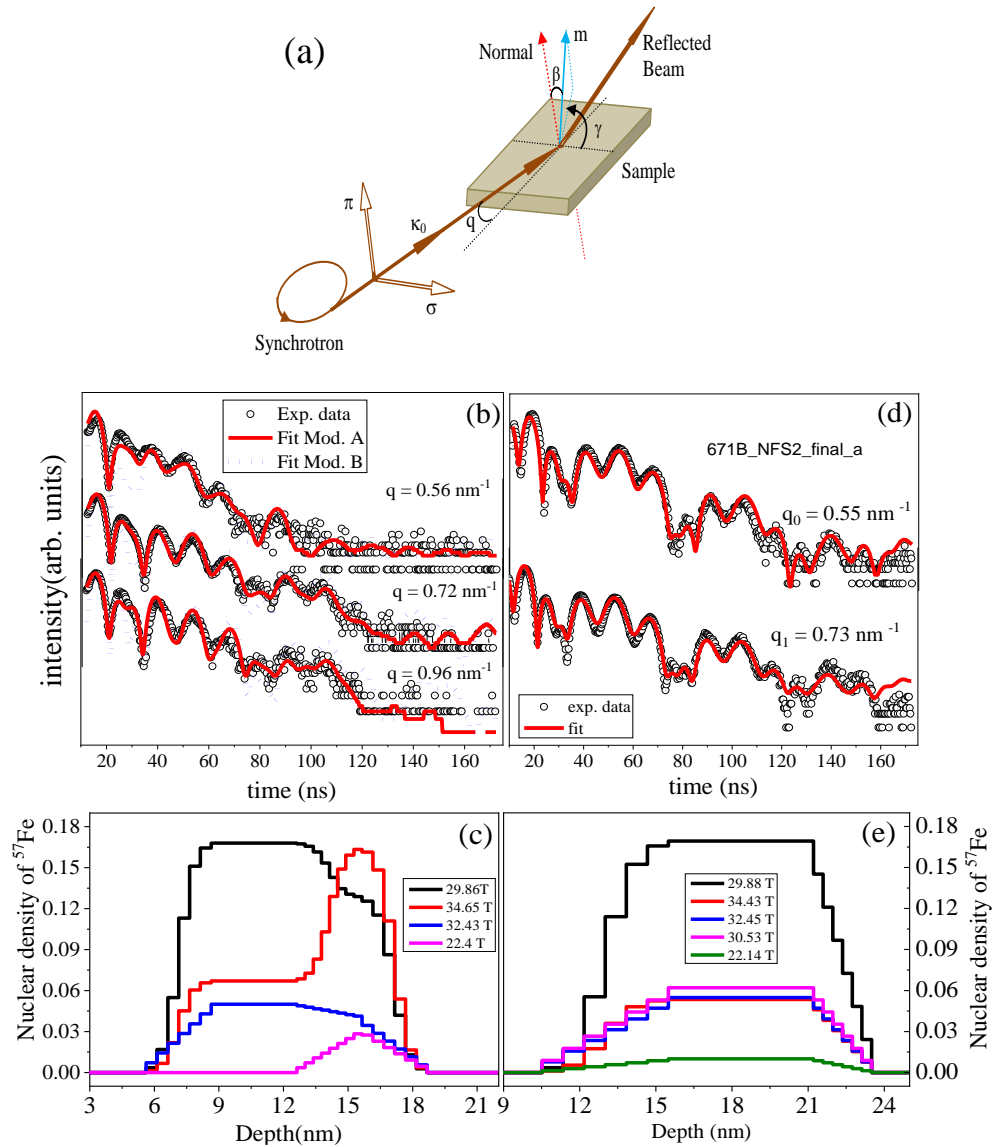 (a)
Normal
m
Reflected
Beam
β
γ
Sample
π
κ₀
q
σ
Synchrotron
(b)
Exp. data
Fit Mod. A
Fit Mod. B
q = 0.56 nm⁻¹
q = 0.72 nm⁻¹
q = 0.96 nm⁻¹
intensity(arb. units)
20 40 60 80 100 120 140 160
time (ns)
(d)
671B_NFS2_final_a
q₀ = 0.55 nm⁻¹
q₁ = 0.73 nm⁻¹
exp. data
fit
20 40 60 80 100 120 140 160
time (ns)
(c)
Nuclear density of ⁵⁷Fe
0.18
0.15
0.12
0.09
0.06
0.03
0.00
29.86T
34.65 T
32.43 T
22.4 T
3 6 9 12 15 18 21
Depth(nm)
(e)
29.88 T
34.43 T
32.45 T
30.53 T
22.14 T
0.18
0.15
0.12
0.09
0.06
0.03
0.00
Nuclear density of ⁵⁷Fe
9 12 15 18 21 24
Depth (nm)